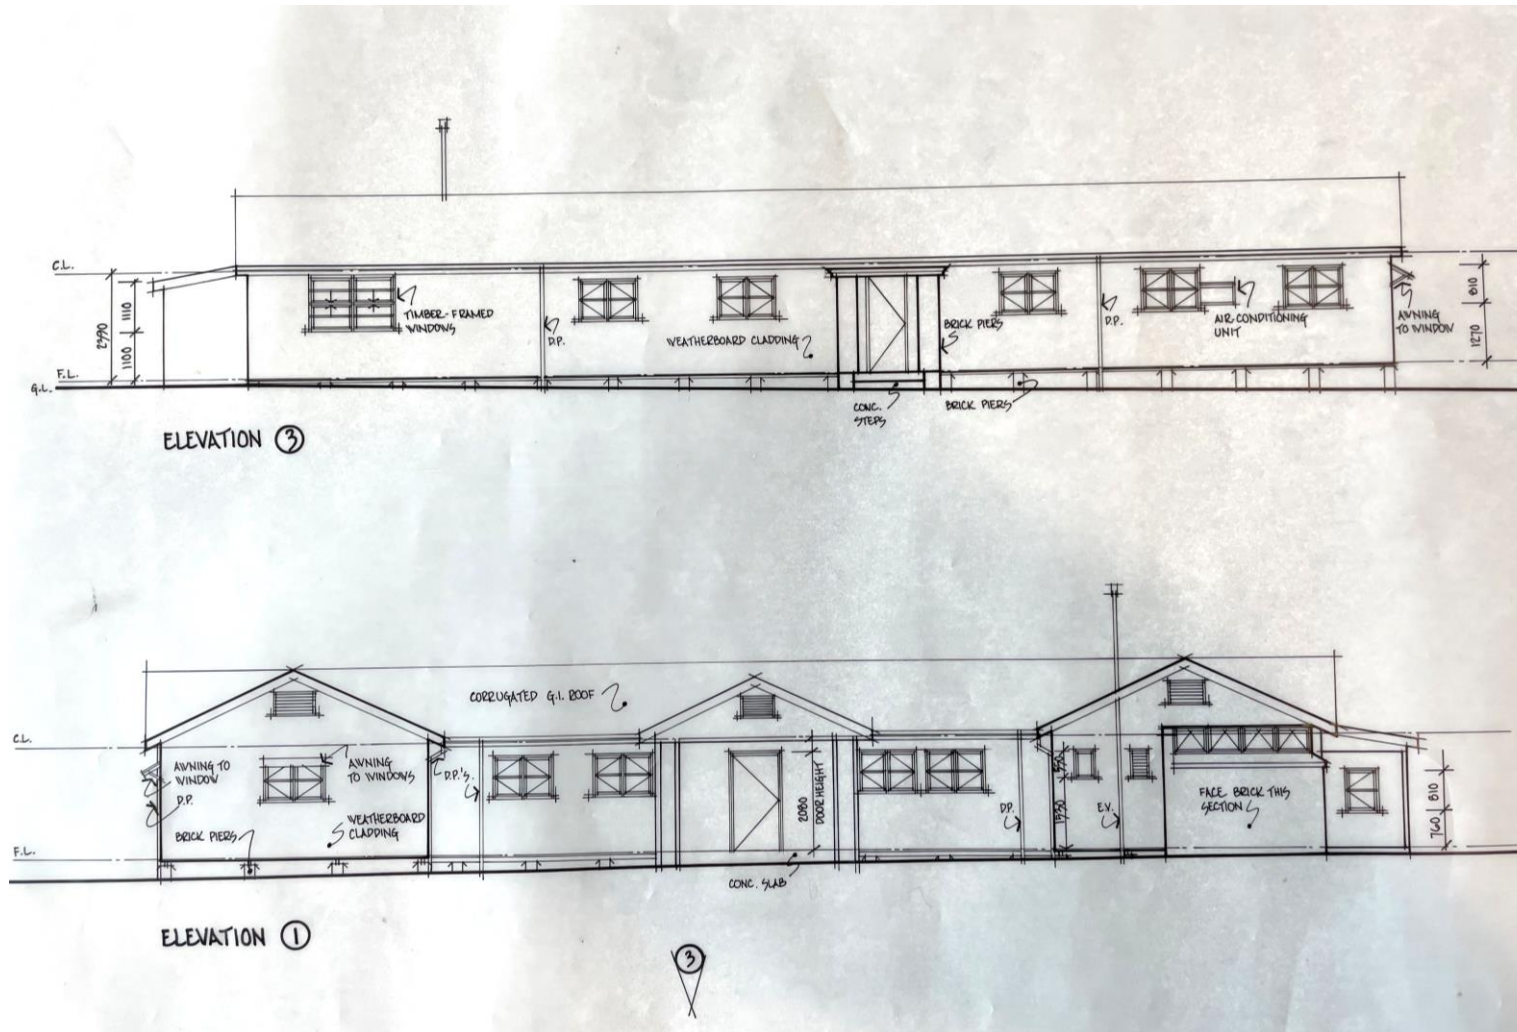 C.L.
2390
1110
1100
F.L.
G.L.
TIMBER-FRAMED
WINDOWS
D.P.
WEATHERBOARD CLADDING
BRICK PIERS
CONC.
STEPS
BRICK PIERS
D.P.
AIR-CONDITIONING
UNIT
810
1270
AWNING
TO WINDOW
ELEVATION 3
CORRUGATED G.I. ROOF
C.L.
AWNING TO
WINDOW
D.P.
AWNING
TO WINDOWS
D.P.'s.
BRICK PIERS
WEATHERBOARD
CLADDING
F.L.
2080
DOOR HEIGHT
CONC. SLAB
D.P.
1530
E.V.
FACE BRICK THIS
SECTION
810
760
ELEVATION 1
3